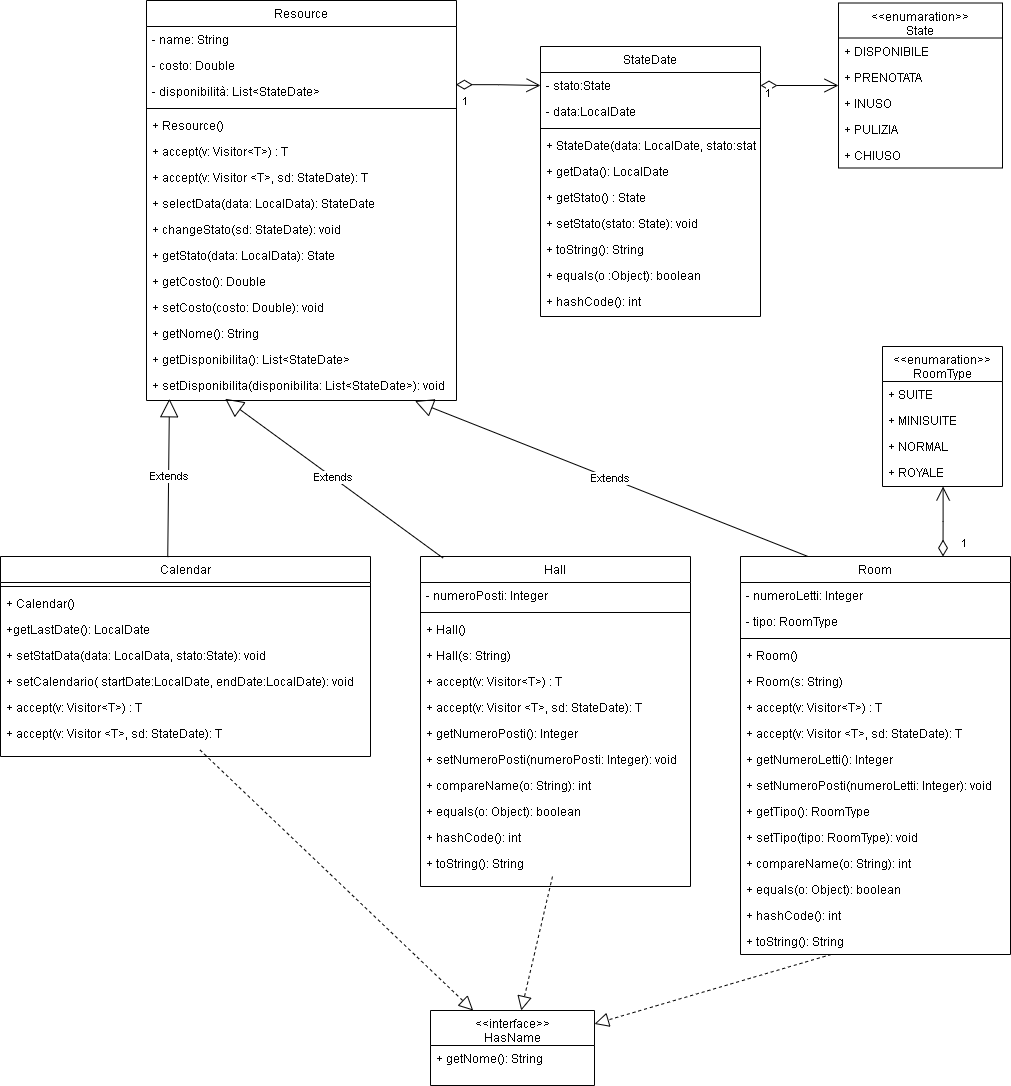 Resource
- name: String
- costo: Double
- disponibilità: List<StateDate>
+ Resource()
+ accept(v: Visitor<T>) : T
+ accept(v: Visitor <T>, sd: StateDate): T
+ selectData(data: LocalData): StateDate
+ changeStato(sd: StateDate): void
+ getStato(data: LocalData): State
+ getCosto(): Double
+ setCosto(costo: Double): void
+ getNome(): String
+ getDisponibilita(): List<StateDate>
+ setDisponibilita(disponibilita: List<StateDate>): void
1
StateDate
- stato:State
- data:LocalDate
+ StateDate(data: LocalDate, stato:stat
+ getData(): LocalDate
+ getStato() : State
+ setStato(stato: State): void
+ toString(): String
+ equals(o :Object): boolean
+ hashCode(): int
1
<<enumaration>>
State
+ DISPONIBILE
+ PRENOTATA
+ INUSO
+ PULIZIA
+ CHIUSO
<<enumaration>>
RoomType
+ SUITE
+ MINISUITE
+ NORMAL
+ ROYALE
1
Extends
Extends
Extends
Calendar
+ Calendar()
+getLastDate(): LocalDate
+ setStatData(data: LocalData, stato:State): void
+ setCalendario( startDate:LocalDate, endDate:LocalDate): void
+ accept(v: Visitor<T>) : T
+ accept(v: Visitor <T>, sd: StateDate): T
Hall
- numeroPosti: Integer
+ Hall()
+ Hall(s: String)
+ accept(v: Visitor<T>) : T
+ accept(v: Visitor <T>, sd: StateDate): T
+ getNumeroPosti(): Integer
+ setNumeroPosti(numeroPosti: Integer): void
+ compareName(o: String): int
+ equals(o: Object): boolean
+ hashCode(): int
+ toString(): String
Room
- numeroLetti: Integer
- tipo: RoomType
+ Room()
+ Room(s: String)
+ accept(v: Visitor<T>) : T
+ accept(v: Visitor <T>, sd: StateDate): T
+ getNumeroLetti(): Integer
+ setNumeroPosti(numeroLetti: Integer): void
+ getTipo(): RoomType
+ setTipo(tipo: RoomType): void
+ compareName(o: String): int
+ equals(o: Object): boolean
+ hashCode(): int
+ toString(): String
<<interface>>
HasName
+ getNome(): String